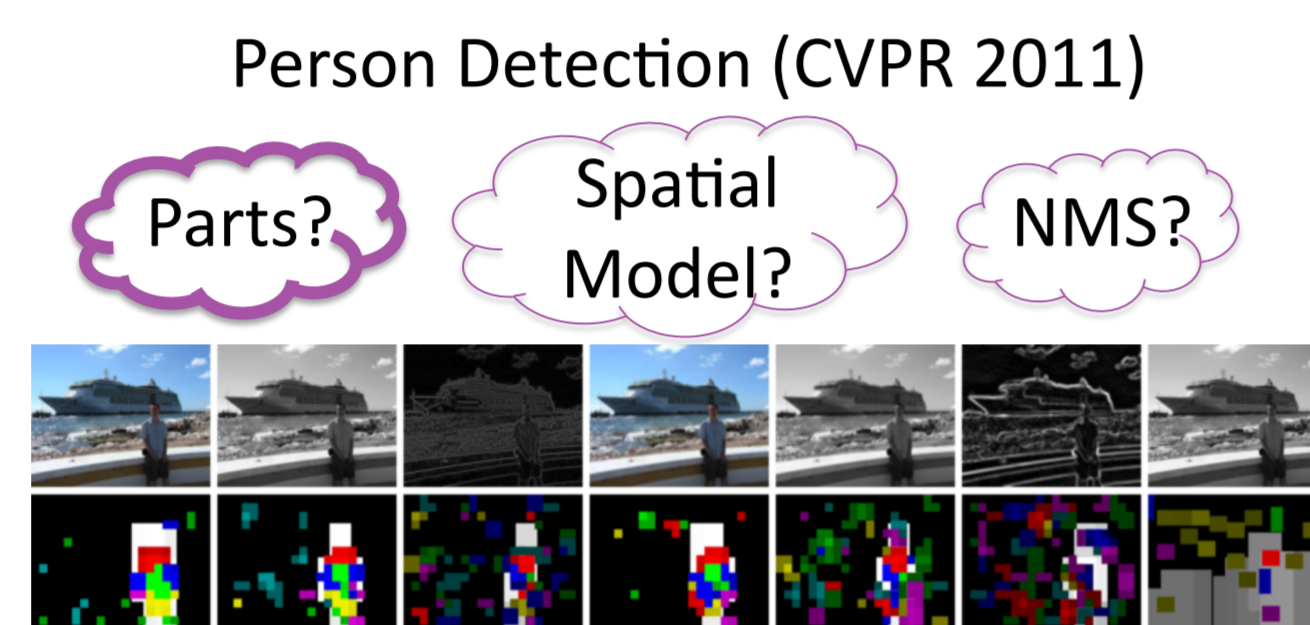 Person Detection (CVPR 2011)
Parts?
Spatial
Model?
NMS?